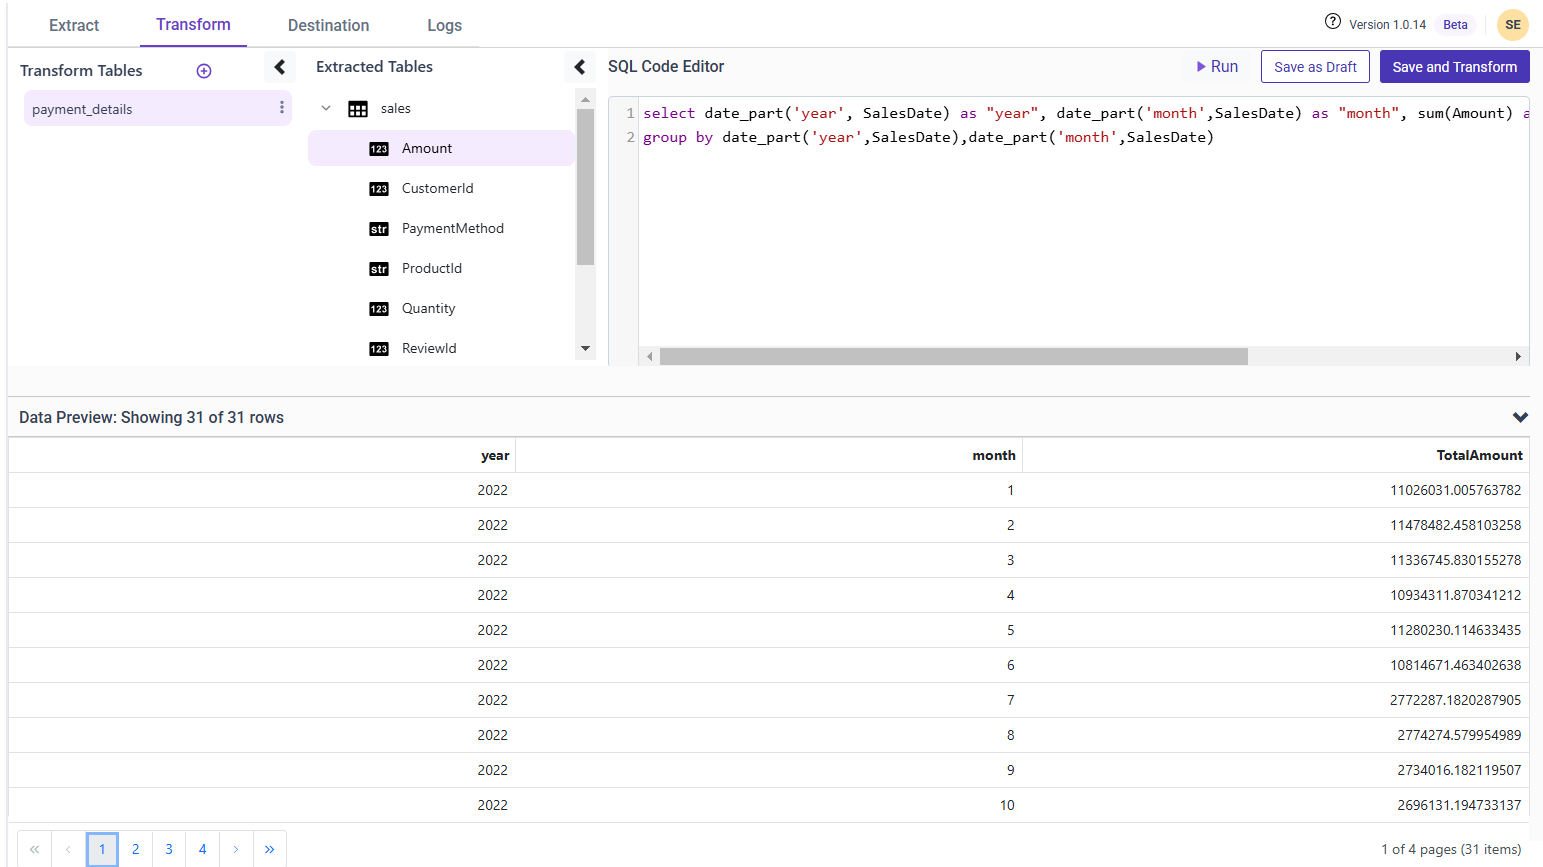 Extract Transform Destination Logs Version 1.0.14 Beta SE
Transform Tables
payment_details
Extracted Tables
sales
123 Amount
123 CustomerId
str PaymentMethod
str ProductId
123 Quantity
123 ReviewId
SQL Code Editor Run Save as Draft Save and Transform
1 select date_part('year', SalesDate) as "year", date_part('month',SalesDate) as "month", sum(Amount) a
2 group by date_part('year',SalesDate),date_part('month',SalesDate)
Data Preview: Showing 31 of 31 rows
year month TotalAmount
2022 1 11026031.005763782
2022 2 11478482.458103258
2022 3 11336745.830155278
2022 4 10934311.870341212
2022 5 11280230.114633435
2022 6 10814671.463402638
2022 7 2772287.1820287905
2022 8 2774274.579954989
2022 9 2734016.182119507
2022 10 2696131.194733137
« ‹ 1 2 3 4 › » 1 of 4 pages (31 items)